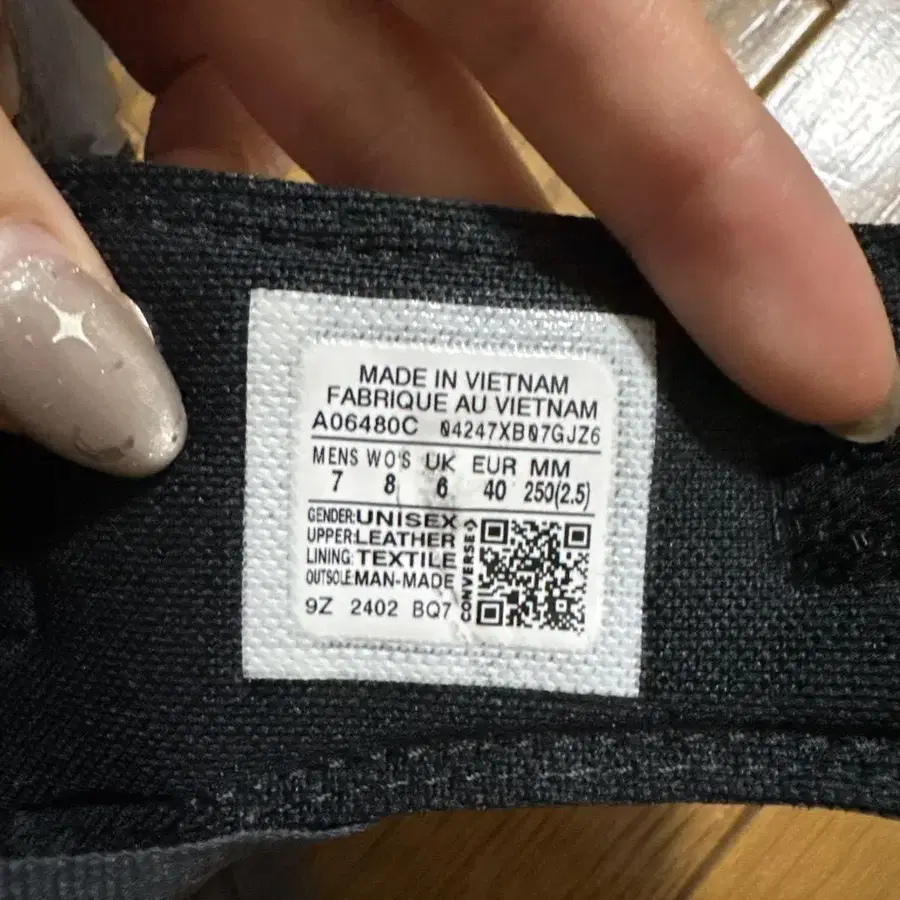 MADE IN VIETNAM
FABRIQUE AU VIETNAM
A06480C 04247XB07GJZ6
MENS WO'S UK EUR MM
7 8 6 40 250(2.5)
GENDER:UNISEX
UPPER:LEATHER
LINING: TEXTILE
OUTSOLE:MAN-MADE
9Z 2402 BQ7
CONVERSE